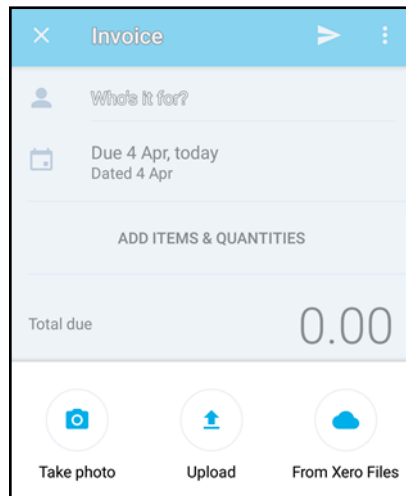 Invoice
Who's it for?
Due 4 Apr, today
Dated 4 Apr
ADD ITEMS & QUANTITIES
Total due 0.00
Take photo Upload From Xero Files